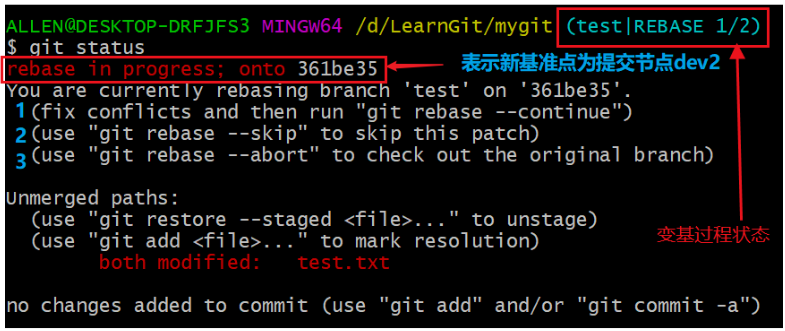 ALLEN@DESKTOP-DRFJFS3 MINGW64 /d/LearnGit/mygit (test|REBASE 1/2)
$ git status
rebase in progress; onto 361be35 表示新基准点为提交节点dev2
You are currently rebasing branch 'test' on '361be35'.
1 (fix conflicts and then run "git rebase --continue")
2 (use "git rebase --skip" to skip this patch)
3 (use "git rebase --abort" to check out the original branch)
Unmerged paths:
(use "git restore --staged <file>..." to unstage)
(use "git add <file>..." to mark resolution)
变基过程状态
both modified: test.txt
no changes added to commit (use "git add" and/or "git commit -a")